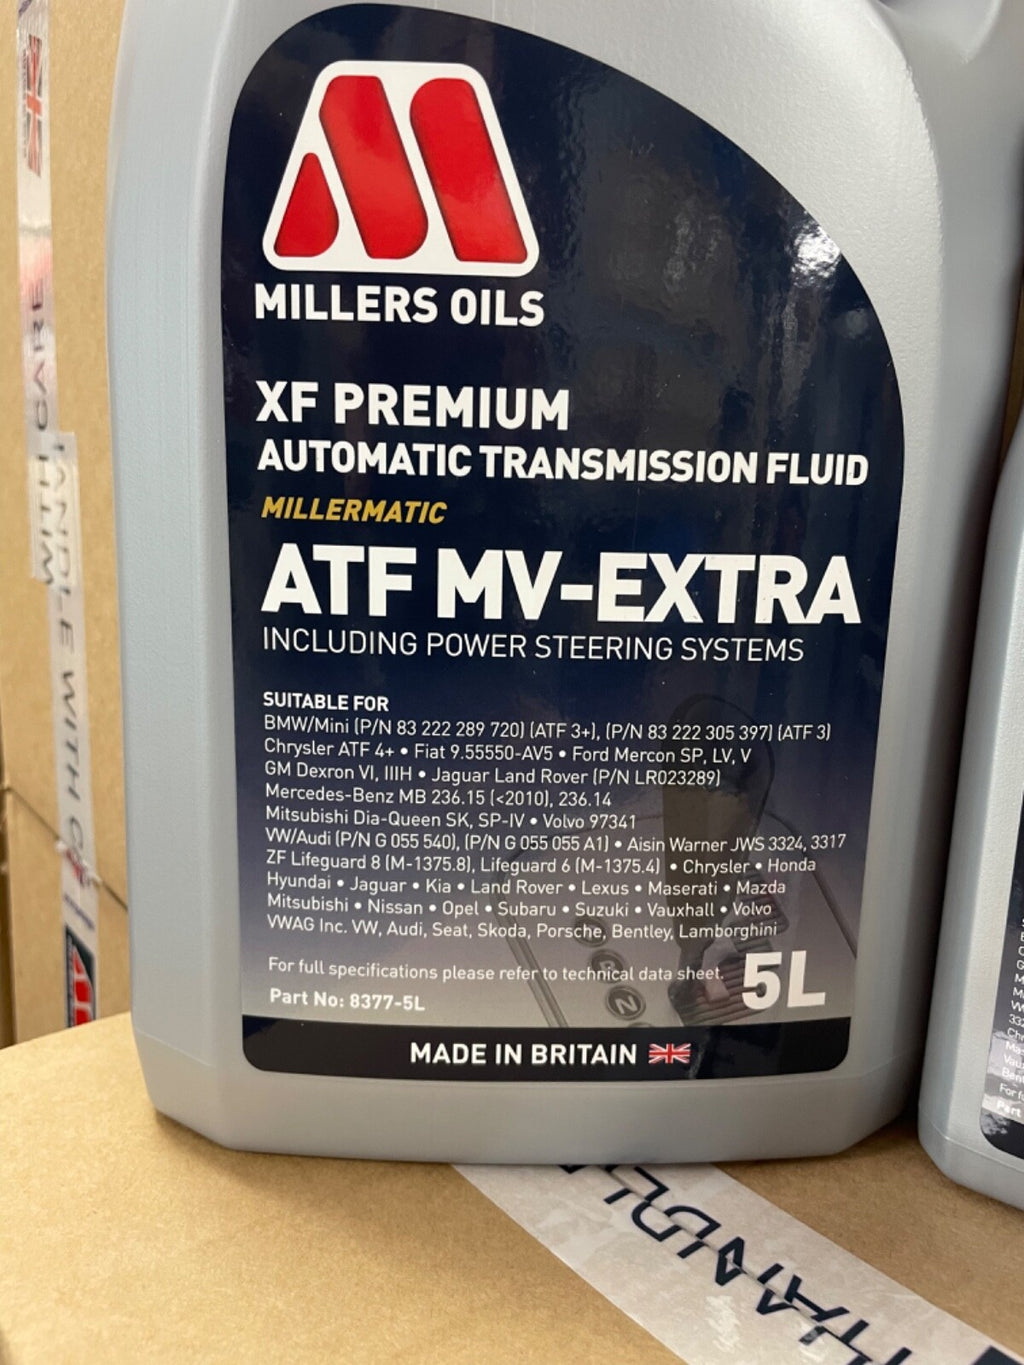 MILLERS OILS
XF PREMIUM
AUTOMATIC TRANSMISSION FLUID
MILLERMATIC
ATF MV-EXTRA
INCLUDING POWER STEERING SYSTEMS
SUITABLE FOR
BMW/Mini (P/N 83 222 289 720) (ATF 3+), (P/N 83 222 305 397) (ATF 3)
Chrysler ATF 4+ • Fiat 9.55550-AV5 • Ford Mercon SP, LV, V
GM Dexron VI, IIIH • Jaguar Land Rover (P/N LR023289)
Mercedes-Benz MB 236.15 (<2010), 236.14
Mitsubishi Dia-Queen SK, SP-IV • Volvo 97341
VW/Audi (P/N G 055 540), (P/N G 055 055 A1) • Aisin Warner JWS 3324, 3317
ZF Lifeguard 8 (M-1375.8), Lifeguard 6 (M-1375.4) • Chrysler • Honda
Hyundai • Jaguar • Kia • Land Rover • Lexus • Maserati • Mazda
Mitsubishi • Nissan • Opel • Subaru • Suzuki • Vauxhall • Volvo
VWAG Inc. VW, Audi, Seat, Skoda, Porsche, Bentley, Lamborghini
For full specifications please refer to technical data sheet.
5L
Part No: 8377-5L
R
N
MADE IN BRITAIN
HANDLE WITH